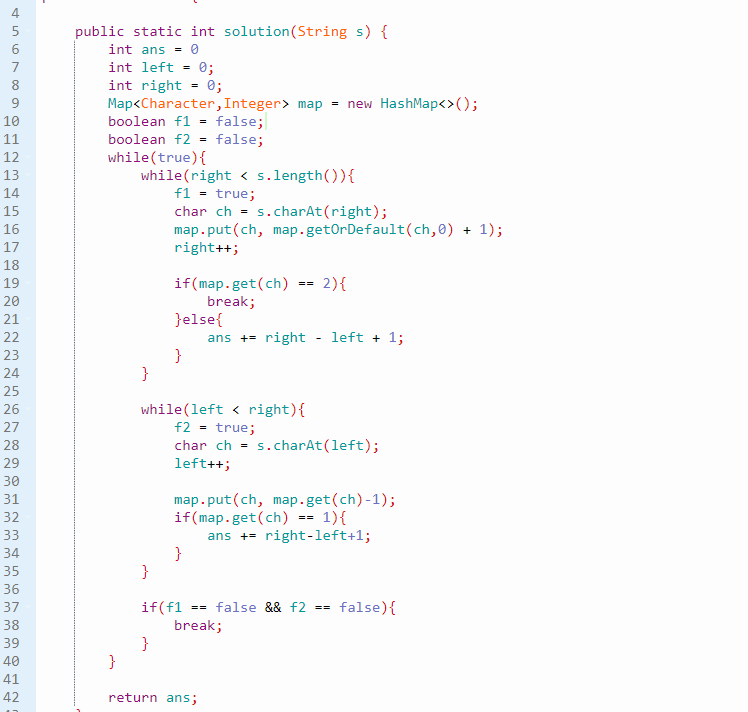 4
5 public static int solution(String s) {
6 int ans = 0
7 int left = 0;
8 int right = 0;
9 Map<Character,Integer> map = new HashMap<>();
10 boolean f1 = false;
11 boolean f2 = false;
12 while(true){
13 while(right < s.length()){
14 f1 = true;
15 char ch = s.charAt(right);
16 map.put(ch, map.getOrDefault(ch,0) + 1);
17 right++;
18
19 if(map.get(ch) == 2){
20 break;
21 }else{
22 ans += right - left + 1;
23 }
24 }
25
26 while(left < right){
27 f2 = true;
28 char ch = s.charAt(left);
29 left++;
30
31 map.put(ch, map.get(ch)-1);
32 if(map.get(ch) == 1){
33 ans += right-left+1;
34 }
35 }
36
37 if(f1 == false && f2 == false){
38 break;
39 }
40 }
41
42 return ans;